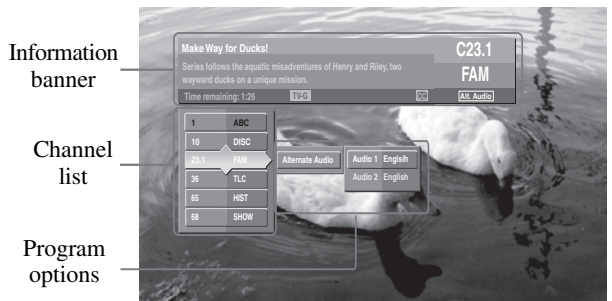 Information
banner
Channel
list
Program
options
Make Way for Ducks!
C23.1
Series follows the aquatic misadventures of Henry and Riley, two
wayward ducks on a unique mission.
FAM
Time remaining: 1:26 TV-G CC Alt. Audio
1 ABC
10 DISC
23.1 FAM Alternate Audio Audio 1 Englsih
Audio 2 English
36 TLC
65 HIST
68 SHOW